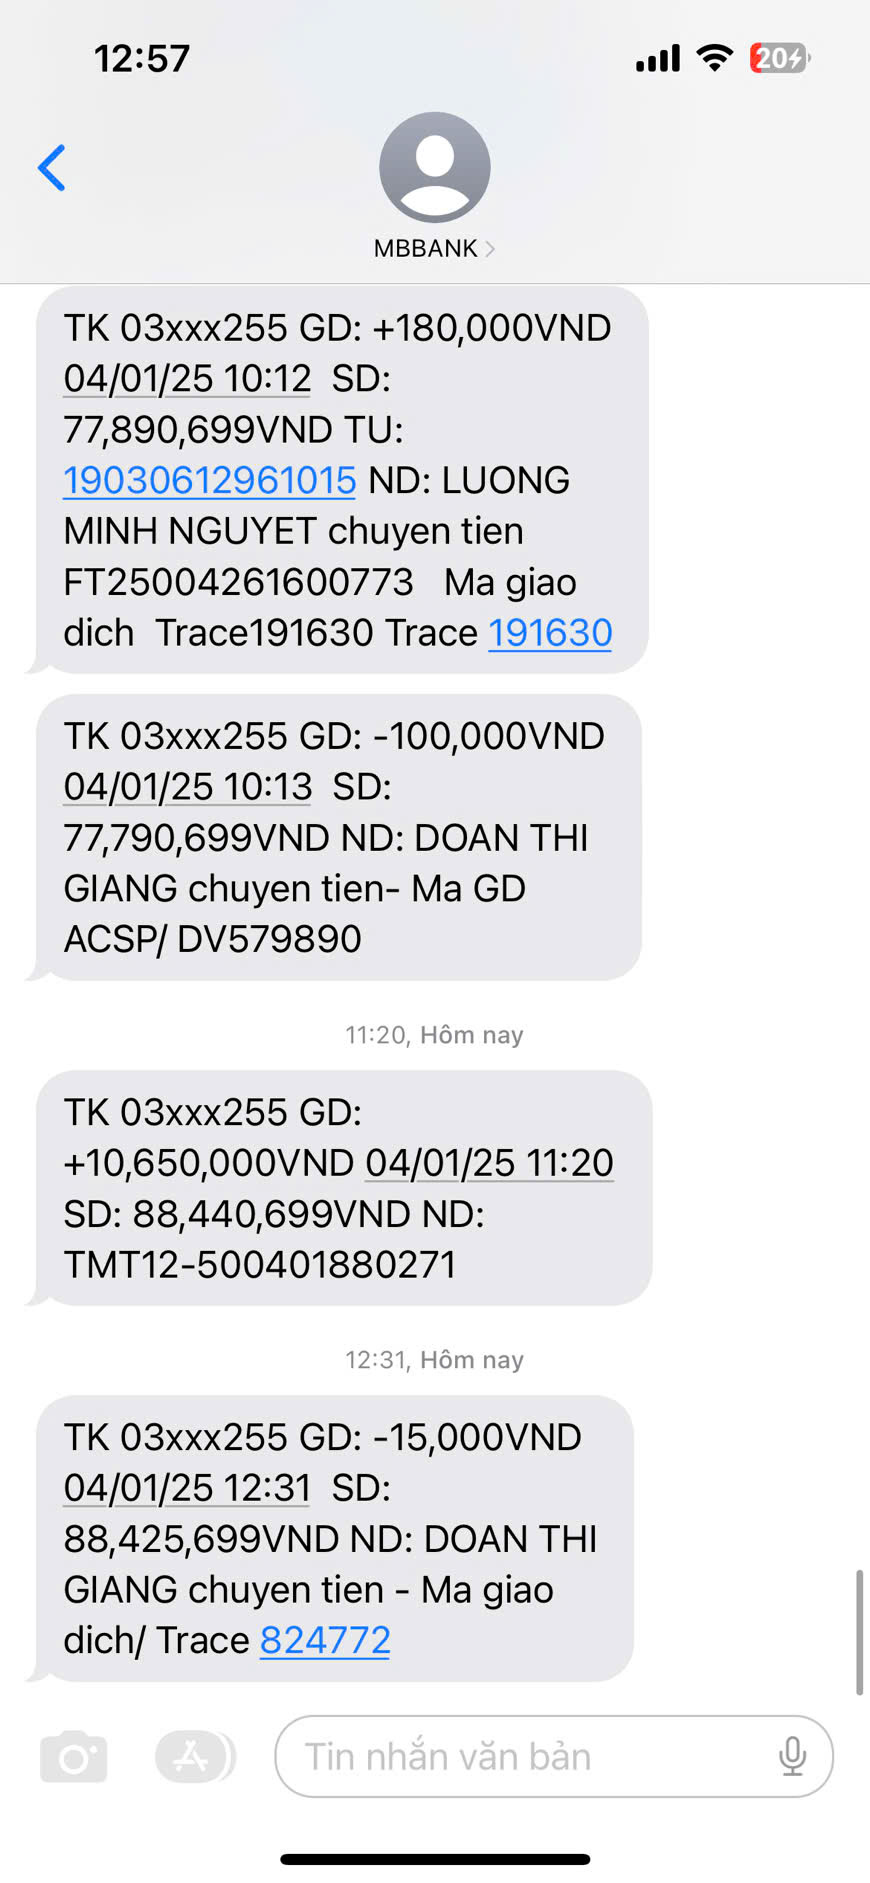 12:57
20
MBBANK
TK 03xxx255 GD: +180,000VND
04/01/25 10:12 SD:
77,890,699VND TU:
19030612961015 ND: LUONG
MINH NGUYET chuyen tien
FT25004261600773 Ma giao
dich Trace191630 Trace 191630
TK 03xxx255 GD: -100,000VND
04/01/25 10:13 SD:
77,790,699VND ND: DOAN THI
GIANG chuyen tien- Ma GD
ACSP/ DV579890
11:20, Hôm nay
TK 03xxx255 GD:
+10,650,000VND 04/01/25 11:20
SD: 88,440,699VND ND:
TMT12-500401880271
12:31, Hôm nay
TK 03xxx255 GD: -15,000VND
04/01/25 12:31 SD:
88,425,699VND ND: DOAN THI
GIANG chuyen tien - Ma giao
dich/ Trace 824772
Tin nhắn văn bản